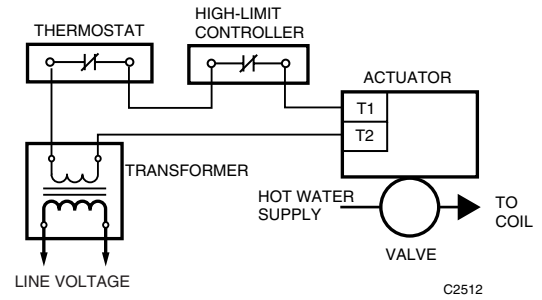 THERMOSTAT
HIGH-LIMIT
CONTROLLER
ACTUATOR
T1
T2
TRANSFORMER
HOT WATER
SUPPLY
TO
COIL
VALVE
LINE VOLTAGE
C2512